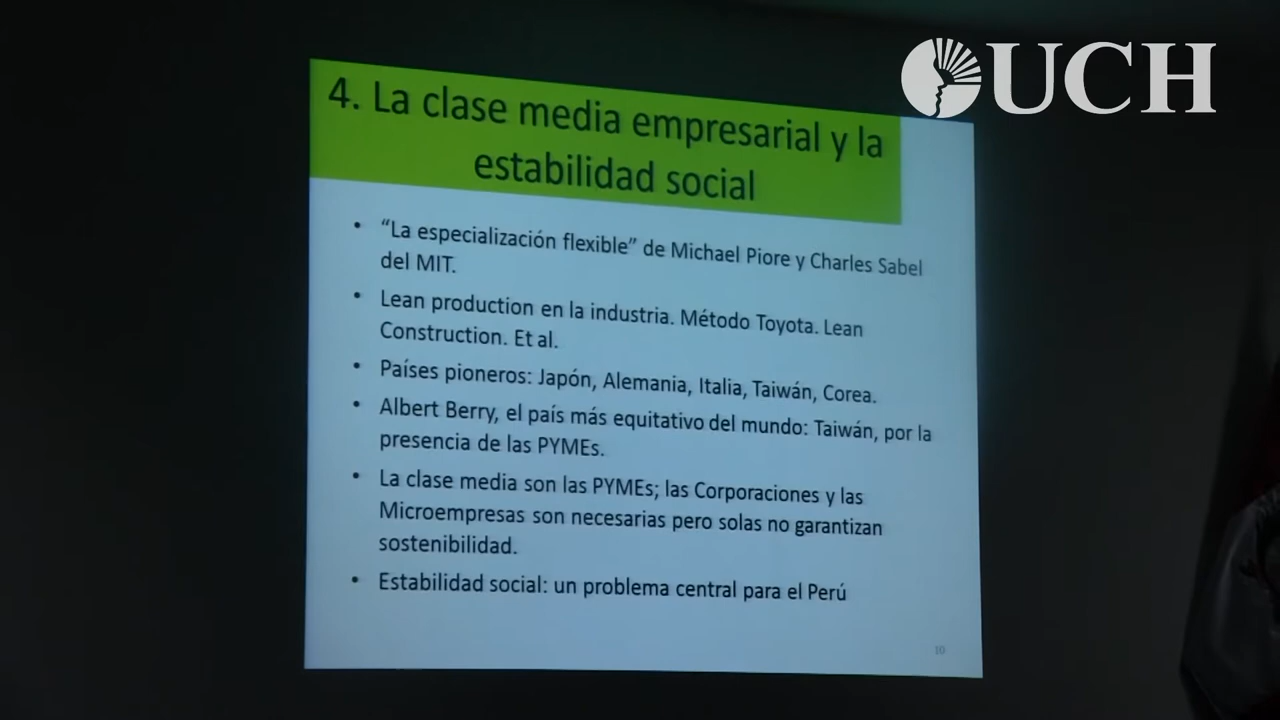 UCH
4. La clase media empresarial y la
estabilidad social
• “La especialización flexible” de Michael Piore y Charles Sabel
del MIT.
• Lean production en la industria. Método Toyota. Lean
Construction. Et al.
• Países pioneros: Japón, Alemania, Italia, Taiwán, Corea.
• Albert Berry, el país más equitativo del mundo: Taiwán, por la
presencia de las PYMEs.
• La clase media son las PYMEs; las Corporaciones y las
Microempresas son necesarias pero solas no garantizan
sostenibilidad.
• Estabilidad social: un problema central para el Perú
10